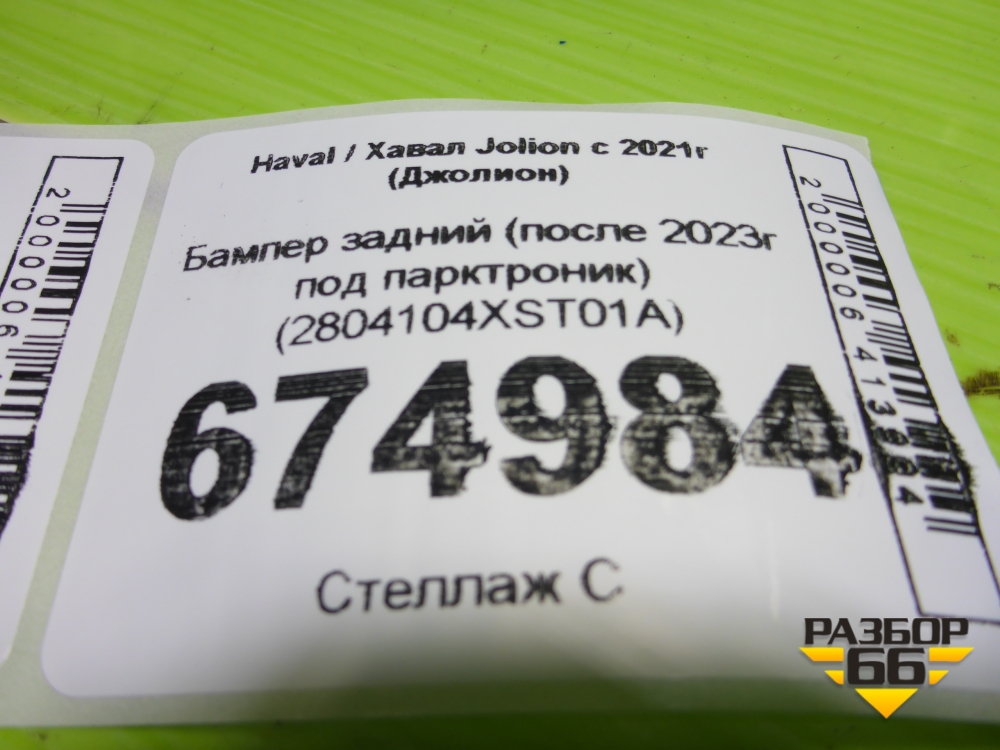 Haval / Хавал Jolion с 2021г
(Джолион)
Бампер задний (после 2023г
под парктроник)
(2804104XST01A)
674984
Стеллаж С
РАЗБОР
66